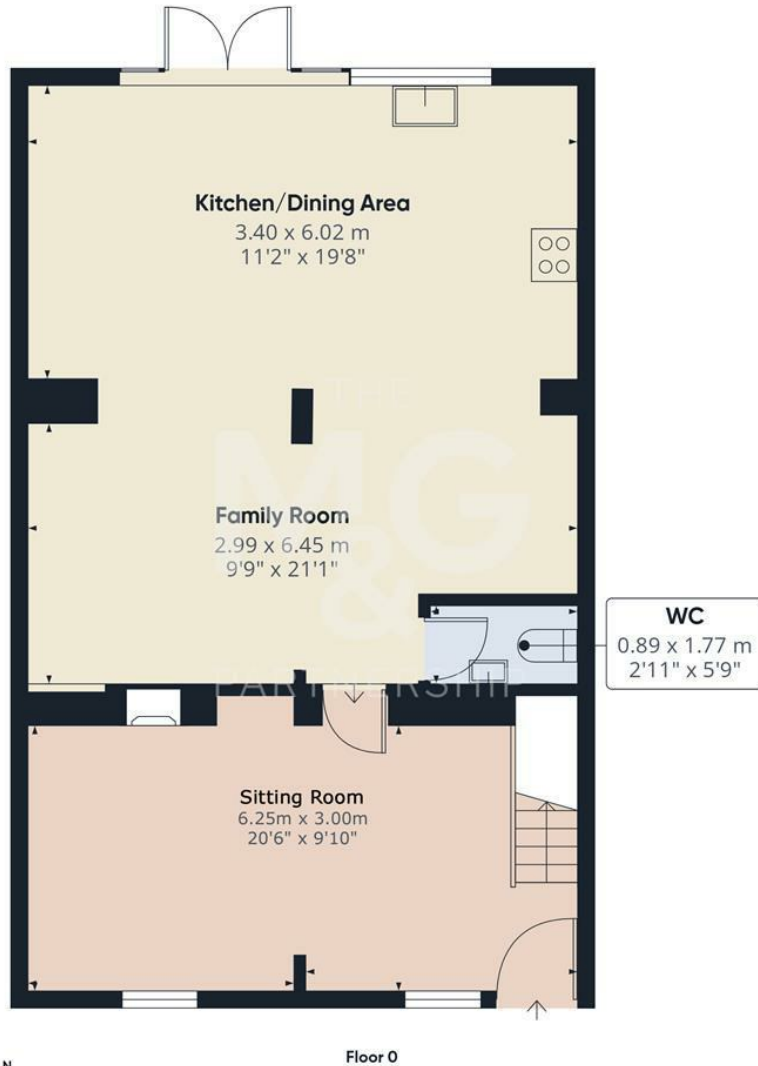 Kitchen/Dining Area
3.40 x 6.02 m
11'2" x 19'8"
THE
M G
&
PARTNERSHIP
Family Room
2.99 x 6.45 m
9'9" x 21'1"
WC
0.89 x 1.77 m
2'11" x 5'9"
Sitting Room
6.25m x 3.00m
20'6" x 9'10"
Floor 0
N